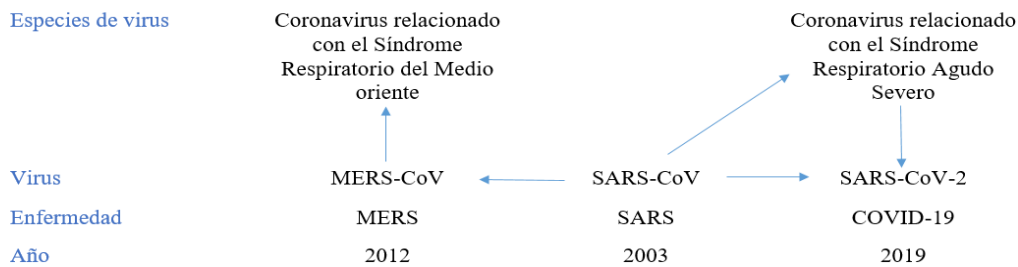 Especies de virus
Coronavirus relacionado
con el Síndrome
Respiratorio del Medio
oriente
Coronavirus relacionado
con el Síndrome
Respiratorio Agudo
Severo
Virus
MERS-CoV
SARS-CoV
SARS-CoV-2
Enfermedad
MERS
SARS
COVID-19
Año
2012
2003
2019